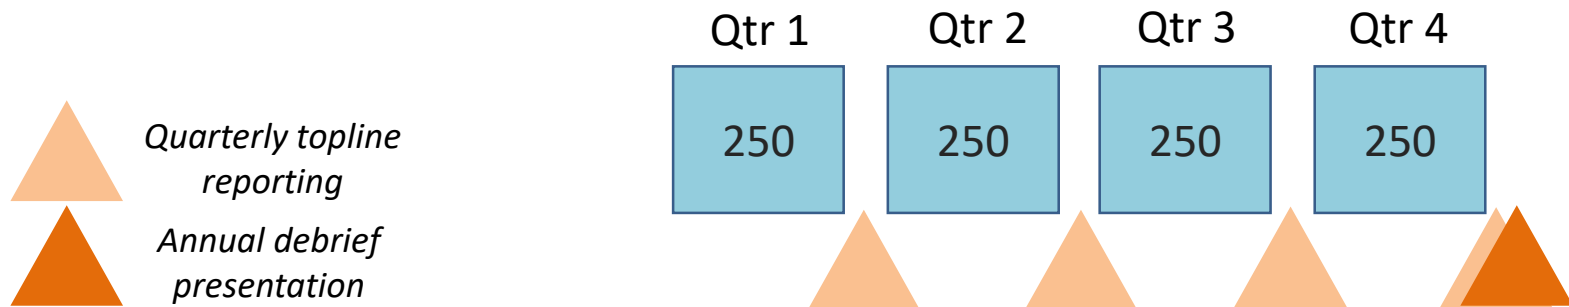 Qtr 1 Qtr 2 Qtr 3 Qtr 4
250 250 250 250
Quarterly topline
reporting
Annual debrief
presentation